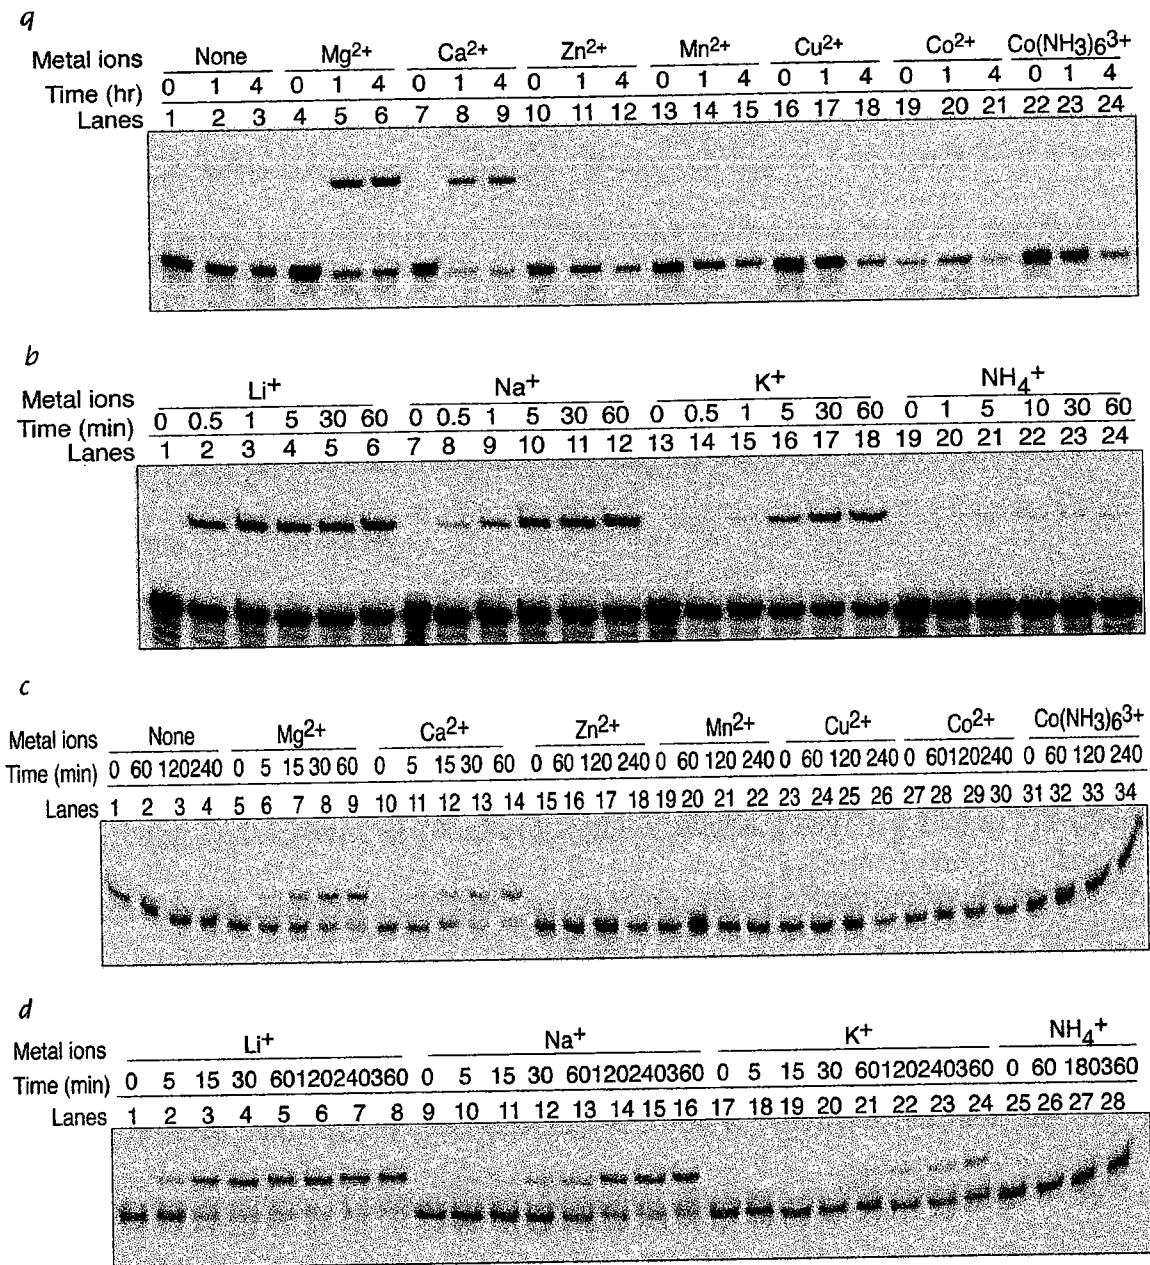 a
Metal ions None Mg2+ Ca2+ Zn2+ Mn2+ Cu2+ Co2+ Co(NH3)63+
Time (hr) 0 1 4 0 1 4 0 1 4 0 1 4 0 1 4 0 1 4 0 1 4 0 1 4
Lanes 1 2 3 4 5 6 7 8 9 10 11 12 13 14 15 16 17 18 19 20 21 22 23 24
b
Metal ions Li+ Na+ K+ NH4+
Time (min) 0 0.5 1 5 30 60 0 0.5 1 5 30 60 0 0.5 1 5 30 60 0 1 5 10 30 60
Lanes 1 2 3 4 5 6 7 8 9 10 11 12 13 14 15 16 17 18 19 20 21 22 23 24
c
Metal ions None Mg2+ Ca2+ Zn2+ Mn2+ Cu2+ Co2+ Co(NH3)63+
Time (min) 0 60 120 240 0 5 15 30 60 0 5 15 30 60 0 60 120 240 0 60 120 240 0 60 120 240 0 60 120 240 0 60 120 240
Lanes 1 2 3 4 5 6 7 8 9 10 11 12 13 14 15 16 17 18 19 20 21 22 23 24 25 26 27 28 29 30 31 32 33 34
d
Metal ions Li+ Na+ K+ NH4+
Time (min) 0 5 15 30 60 120 240 360 0 5 15 30 60 120 240 360 0 5 15 30 60 120 240 360 0 60 180 360
Lanes 1 2 3 4 5 6 7 8 9 10 11 12 13 14 15 16 17 18 19 20 21 22 23 24 25 26 27 28